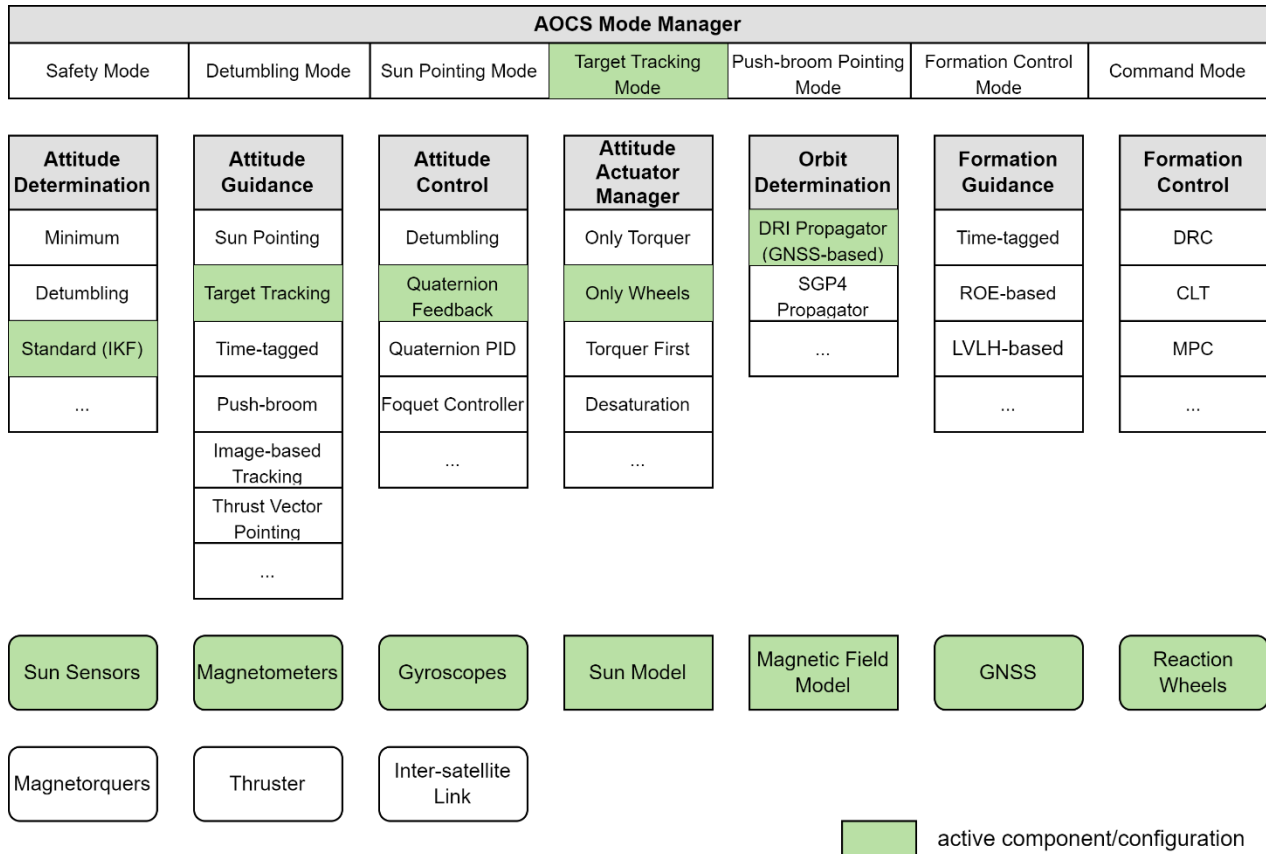 AOCS Mode Manager
Safety Mode
Detumbling Mode
Sun Pointing Mode
Target Tracking
Mode
Push-broom Pointing
Mode
Formation Control
Mode
Command Mode
Attitude
Determination
Minimum
Detumbling
Standard (IKF)
...
Attitude
Guidance
Sun Pointing
Target Tracking
Time-tagged
Push-broom
Image-based
Tracking
Thrust Vector
Pointing
...
Attitude
Control
Detumbling
Quaternion
Feedback
Quaternion PID
Foquet Controller
...
Attitude
Actuator
Manager
Only Torquer
Only Wheels
Torquer First
Desaturation
...
Orbit
Determination
DRI Propagator
(GNSS-based)
SGP4
Propagator
...
Formation
Guidance
Time-tagged
ROE-based
LVLH-based
...
Formation
Control
DRC
CLT
MPC
...
Sun Sensors
Magnetometers
Gyroscopes
Sun Model
Magnetic Field
Model
GNSS
Reaction
Wheels
Magnetorquers
Thruster
Inter-satellite
Link
active component/configuration